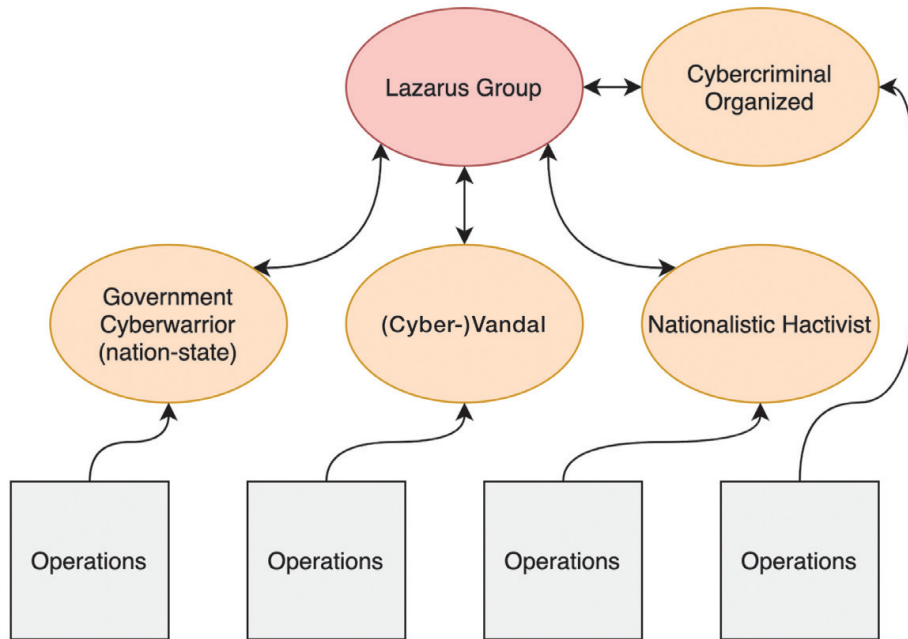 Lazarus Group
Cybercriminal
Organized
Government
Cyberwarrior
(nation-state)
(Cyber-)Vandal
Nationalistic Hactivist
Operations
Operations
Operations
Operations